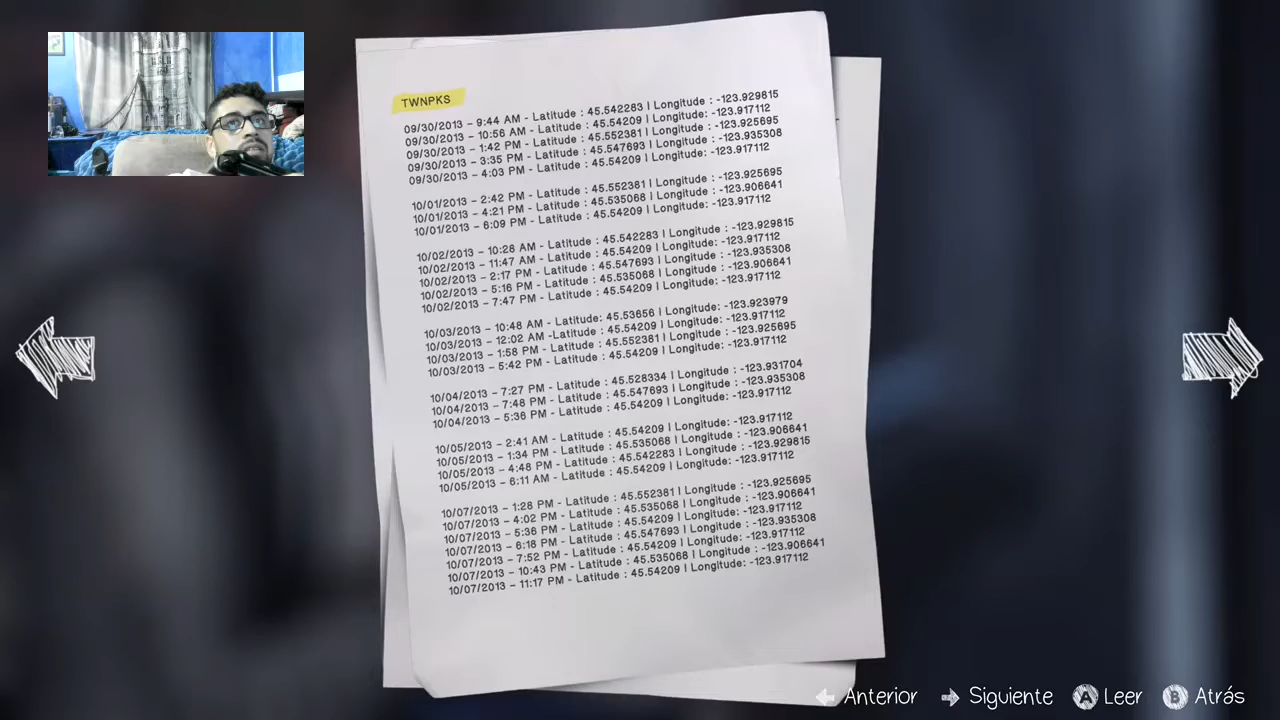 TWNPKS
09/30/2013 - 9:44 AM - Latitude : 45.542283 | Longitude : -123.929815
09/30/2013 - 10:56 AM - Latitude : 45.54209 | Longitude : -123.917112
09/30/2013 - 1:42 PM - Latitude : 45.552381 | Longitude : -123.925695
09/30/2013 - 3:35 PM - Latitude : 45.547693 | Longitude : -123.935308
09/30/2013 - 4:03 PM - Latitude : 45.54209 | Longitude: -123.917112
10/01/2013 - 2:42 PM - Latitude : 45.552381 | Longitude : -123.925695
10/01/2013 - 4:21 PM - Latitude : 45.535068 | Longitude : -123.906641
10/01/2013 - 6:09 PM - Latitude : 45.54209 | Longitude: -123.917112
10/02/2013 - 10:28 AM - Latitude : 45.542283 | Longitude : -123.929815
10/02/2013 - 11:47 AM - Latitude : 45.54209 | Longitude: -123.917112
10/02/2013 - 2:17 PM - Latitude : 45.547693 | Longitude : -123.935308
10/02/2013 - 5:16 PM - Latitude : 45.535068 | Longitude : -123.906641
10/02/2013 - 7:47 PM - Latitude : 45.54209 | Longitude: -123.917112
10/03/2013 - 10:48 AM - Latitude: 45.53656 | Longitude : -123.923979
10/03/2013 - 12:02 AM -Latitude : 45.54209 | Longitude: -123.917112
10/03/2013 - 1:58 PM - Latitude : 45.552381 | Longitude : -123.925695
10/03/2013 - 5:42 PM - Latitude : 45.54209 | Longitude: -123.917112
10/04/2013 - 7:27 PM - Latitude : 45.528334 | Longitude : -123.931704
10/04/2013 - 7:48 PM - Latitude : 45.547693 | Longitude : -123.935308
10/04/2013 - 5:36 PM - Latitude : 45.54209 | Longitude: -123.917112
10/05/2013 - 2:41 AM - Latitude : 45.54209 | Longitude: -123.917112
10/05/2013 - 1:34 PM - Latitude : 45.535068 | Longitude : -123.906641
10/05/2013 - 4:48 PM - Latitude : 45.542283 | Longitude : -123.929815
10/05/2013 - 6:11 AM - Latitude : 45.54209 | Longitude: -123.917112
10/07/2013 - 1:28 PM - Latitude : 45.552381 | Longitude : -123.925695
10/07/2013 - 4:02 PM - Latitude : 45.535068 | Longitude : -123.906641
10/07/2013 - 5:36 PM - Latitude : 45.54209 | Longitude: -123.917112
10/07/2013 - 6:18 PM - Latitude : 45.547693 | Longitude : -123.935308
10/07/2013 - 7:52 PM - Latitude : 45.54209 | Longitude: -123.917112
10/07/2013 - 10:43 PM - Latitude : 45.535068 | Longitude : -123.906641
10/07/2013 - 11:17 PM - Latitude : 45.54209 | Longitude: -123.917112
Anterior Siguiente A Leer B Atrás